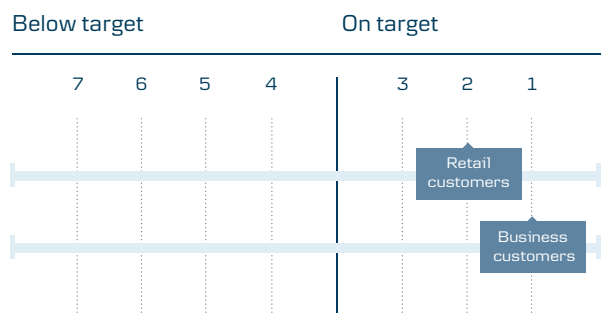 Below target On target
7 6 5 4 3 2 1
Retail
customers
Business
customers